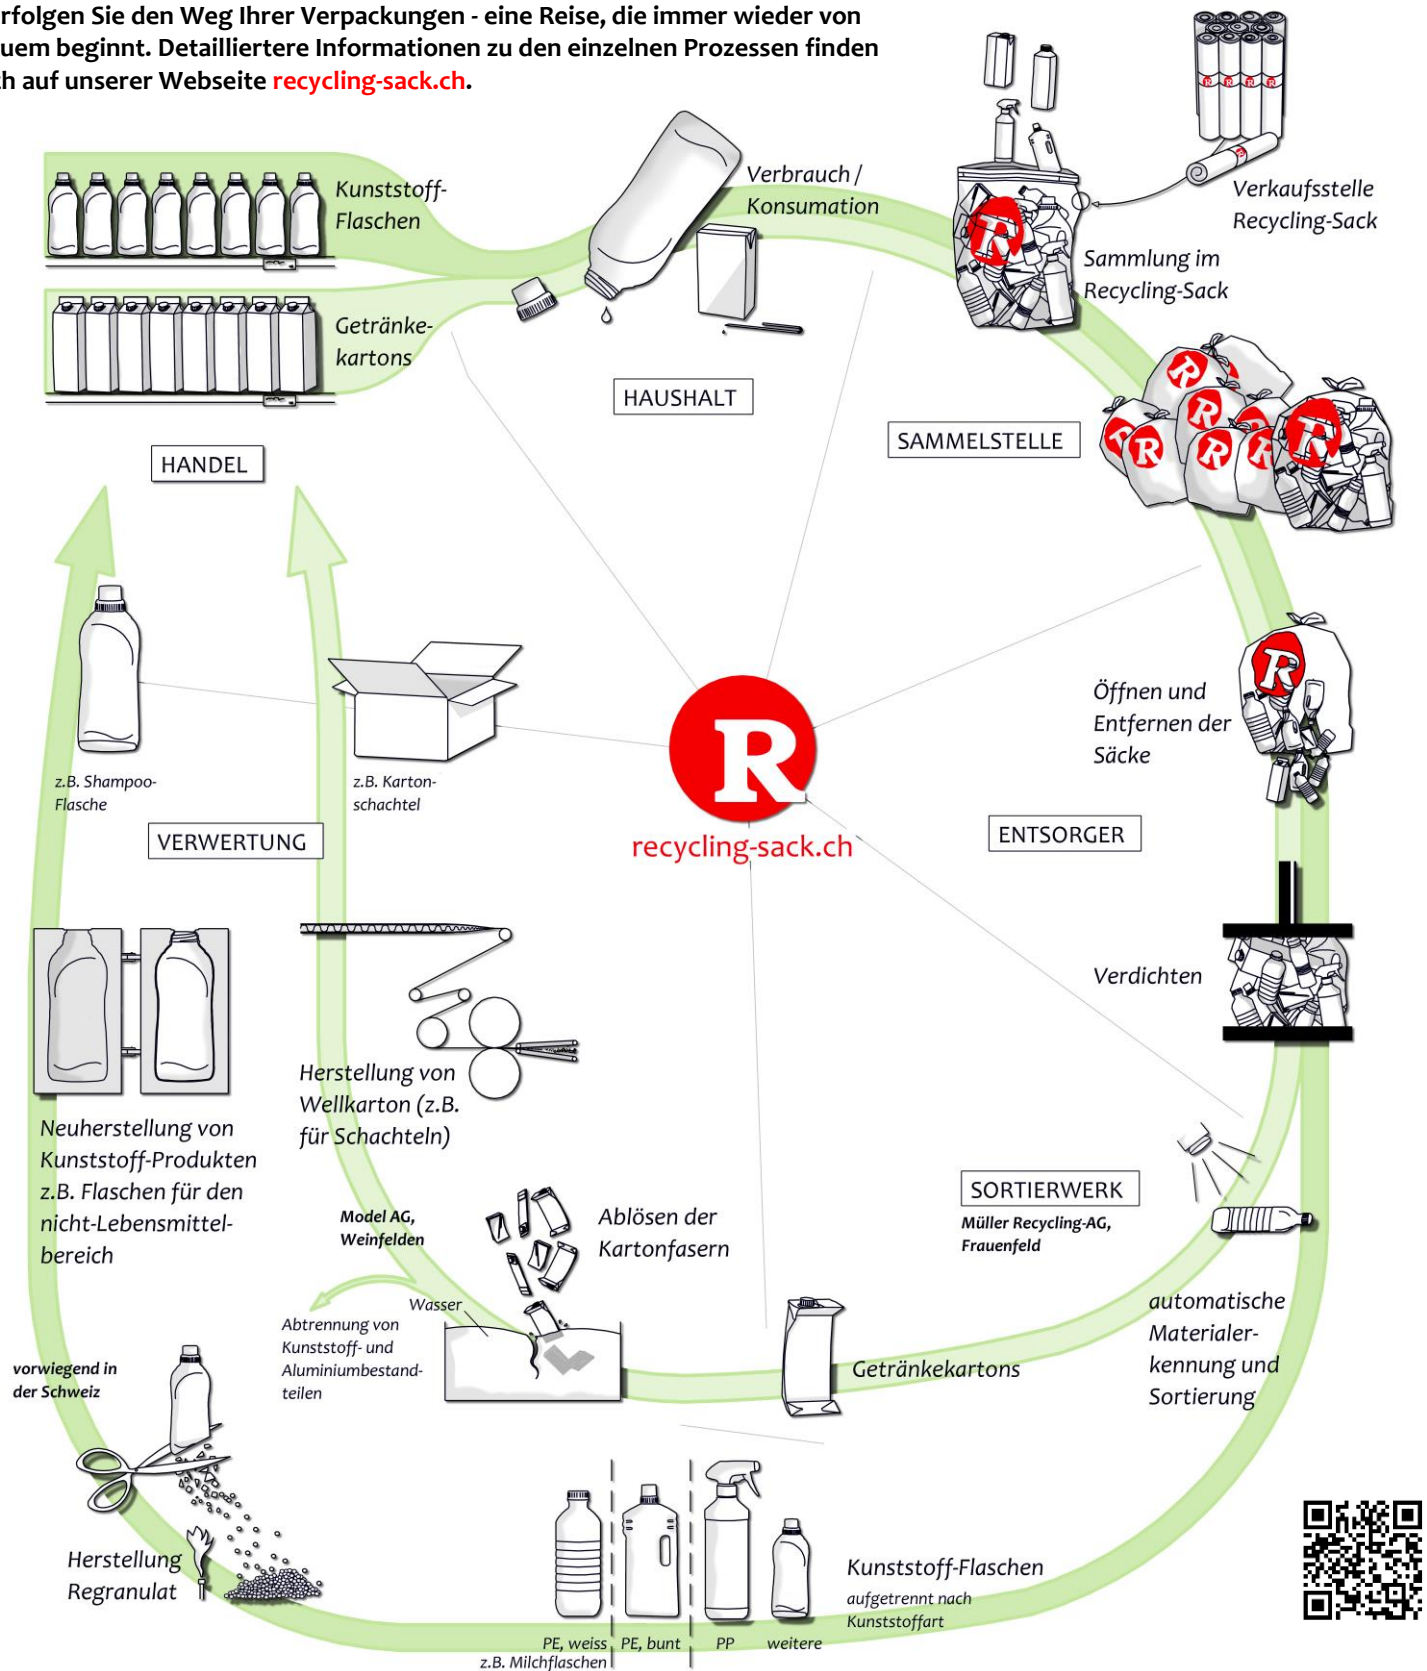 erfolgen Sie den Weg Ihrer Verpackungen - eine Reise, die immer wieder von
uem beginnt. Detailliertere Informationen zu den einzelnen Prozessen finden
h auf unserer Webseite recycling-sack.ch.
Kunststoff-
Flaschen
Getränke-
kartons
HANDEL
Verbrauch /
Konsumation
HAUSHALT
Verkaufsstelle
Recycling-Sack
Sammlung im
Recycling-Sack
SAMMELSTELLE
R
R
R
R
R
R
R
R
Öffnen und
Entfernen der
Säcke
R
ENTSORGER
Verdichten
R
recycling-sack.ch
SORTIERWERK
Müller Recycling-AG,
Frauenfeld
automatische
Materialer-
kennung und
Sortierung
Getränkekartons
Kunststoff-Flaschen
aufgetrennt nach
Kunststoffart
PE, weiss
z.B. Milchflaschen
PE, bunt
PP
weitere
Ablösen der
Kartonfasern
Wasser
Model AG,
Weinfelden
Abtrennung von
Kunststoff- und
Aluminiumbestand-
teilen
Herstellung von
Wellkarton (z.B.
für Schachteln)
z.B. Karton-
schachtel
VERWERTUNG
z.B. Shampoo-
Flasche
Neuherstellung von
Kunststoff-Produkten
z.B. Flaschen für den
nicht-Lebensmittel-
bereich
vorwiegend in
der Schweiz
Herstellung
Regranulat